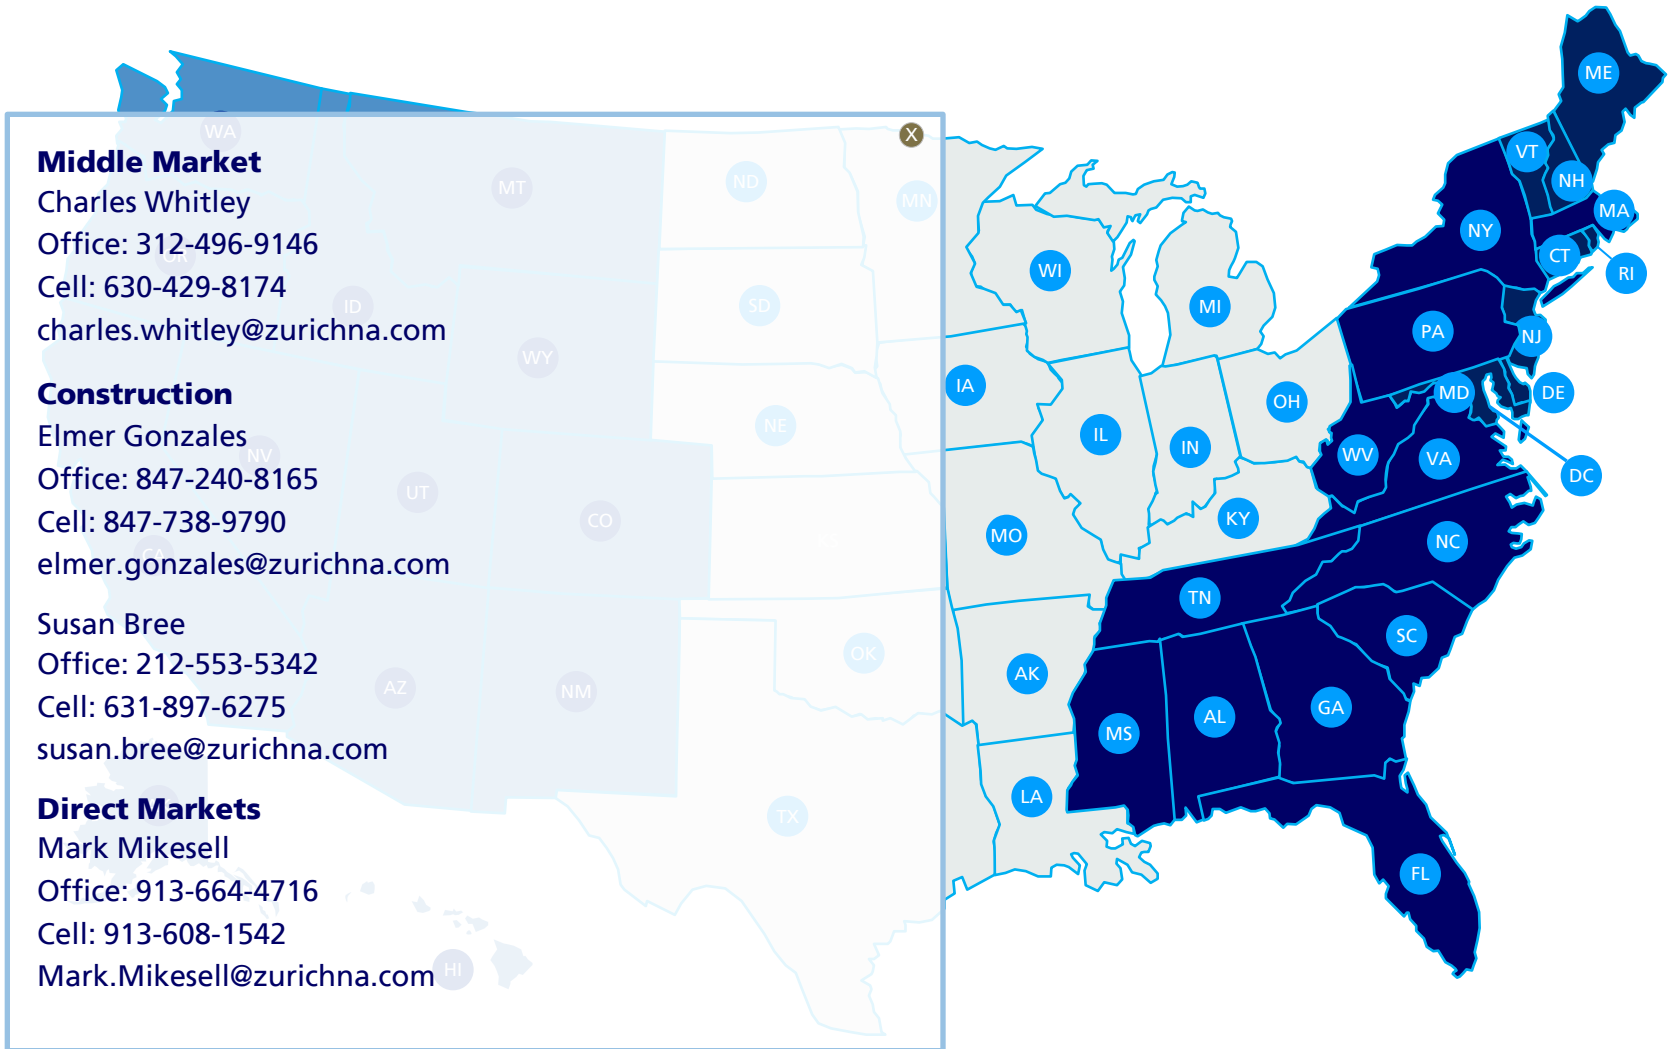 X
Middle Market
Charles Whitley
Office: 312-496-9146
Cell: 630-429-8174
charles.whitley@zurichna.com
Construction
Elmer Gonzales
Office: 847-240-8165
Cell: 847-738-9790
elmer.gonzales@zurichna.com
Susan Bree
Office: 212-553-5342
Cell: 631-897-6275
susan.bree@zurichna.com
Direct Markets
Mark Mikesell
Office: 913-664-4716
Cell: 913-608-1542
Mark.Mikesell@zurichna.com
WA
MT
ND
MN
OR
ID
SD
WY
NE
NV
UT
CO
CA
AZ
NM
OK
TX
HI
ME
VT
NH
MA
NY
CT
RI
WI
MI
PA
NJ
IA
OH
MD
DE
IL
IN
WV
VA
DC
MO
KY
NC
TN
SC
AK
MS
AL
GA
LA
FL